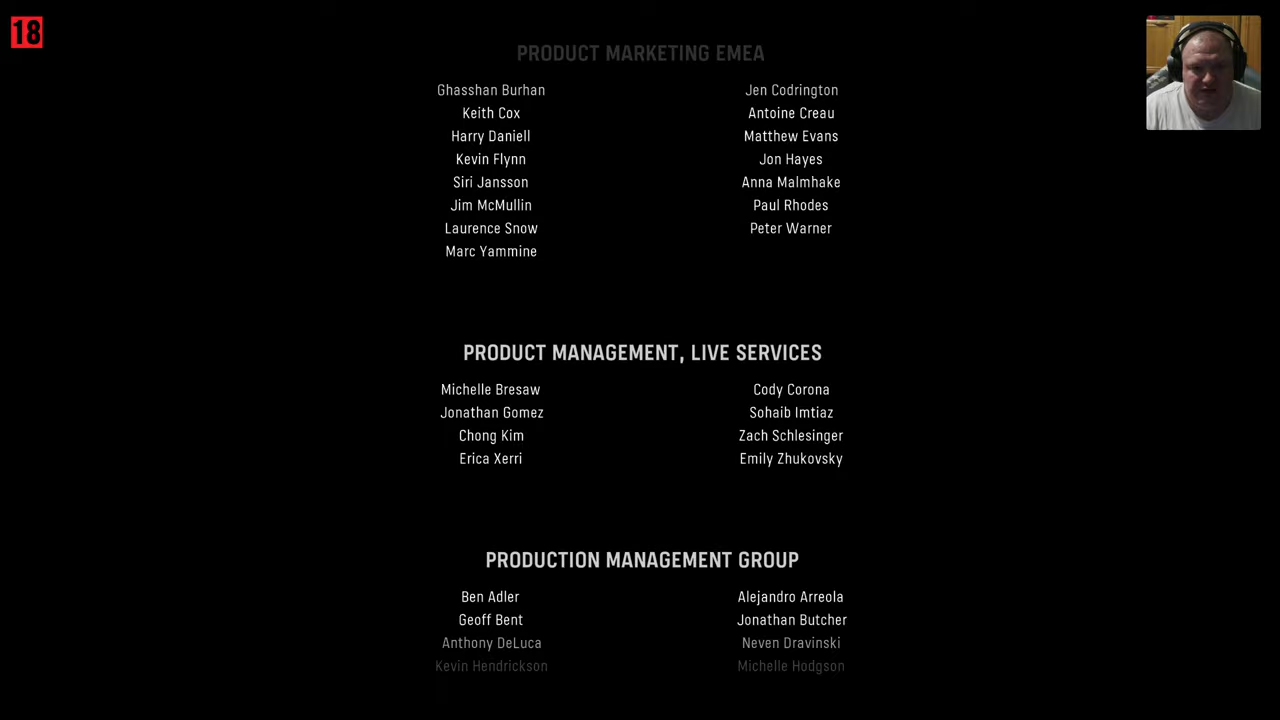 18
PRODUCT MARKETING EMEA
Ghasshan Burhan Jen Codrington
Keith Cox Antoine Creau
Harry Daniell Matthew Evans
Kevin Flynn Jon Hayes
Siri Jansson Anna Malmhake
Jim McMullin Paul Rhodes
Laurence Snow Peter Warner
Marc Yammine
PRODUCT MANAGEMENT, LIVE SERVICES
Michelle Bresaw Cody Corona
Jonathan Gomez Sohaib Imtiaz
Chong Kim Zach Schlesinger
Erica Xerri Emily Zhukovsky
PRODUCTION MANAGEMENT GROUP
Ben Adler Alejandro Arreola
Geoff Bent Jonathan Butcher
Anthony DeLuca Neven Dravinski
Kevin Hendrickson Michelle Hodgson